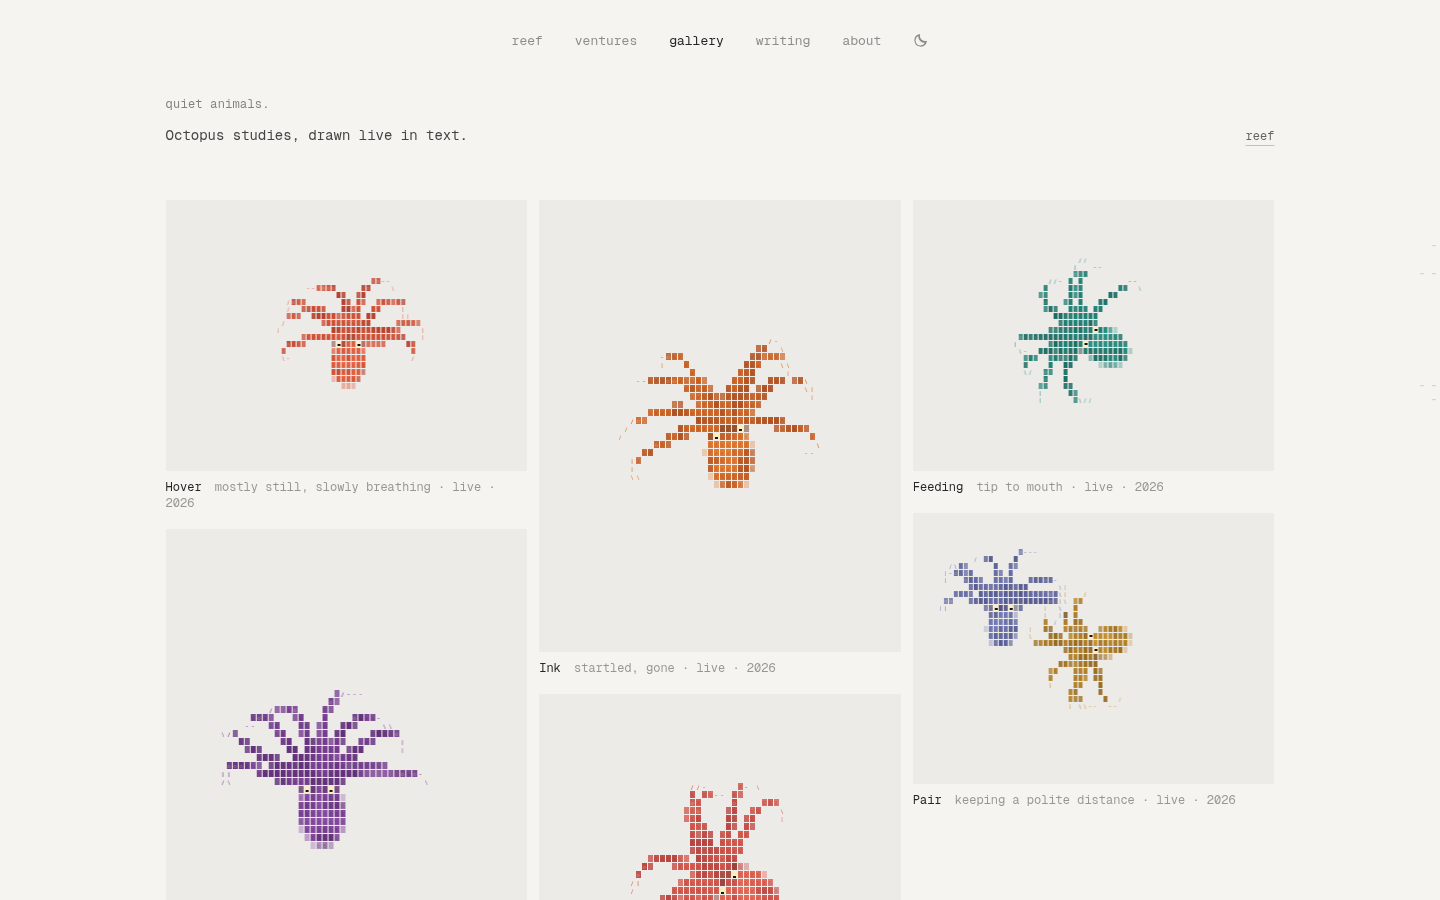 reef ventures gallery writing about
quiet animals.
Octopus studies, drawn live in text.
reef
Hover mostly still, slowly breathing · live ·
2026
Ink startled, gone · live · 2026
Feeding tip to mouth · live · 2026
Pair keeping a polite distance · live · 2026